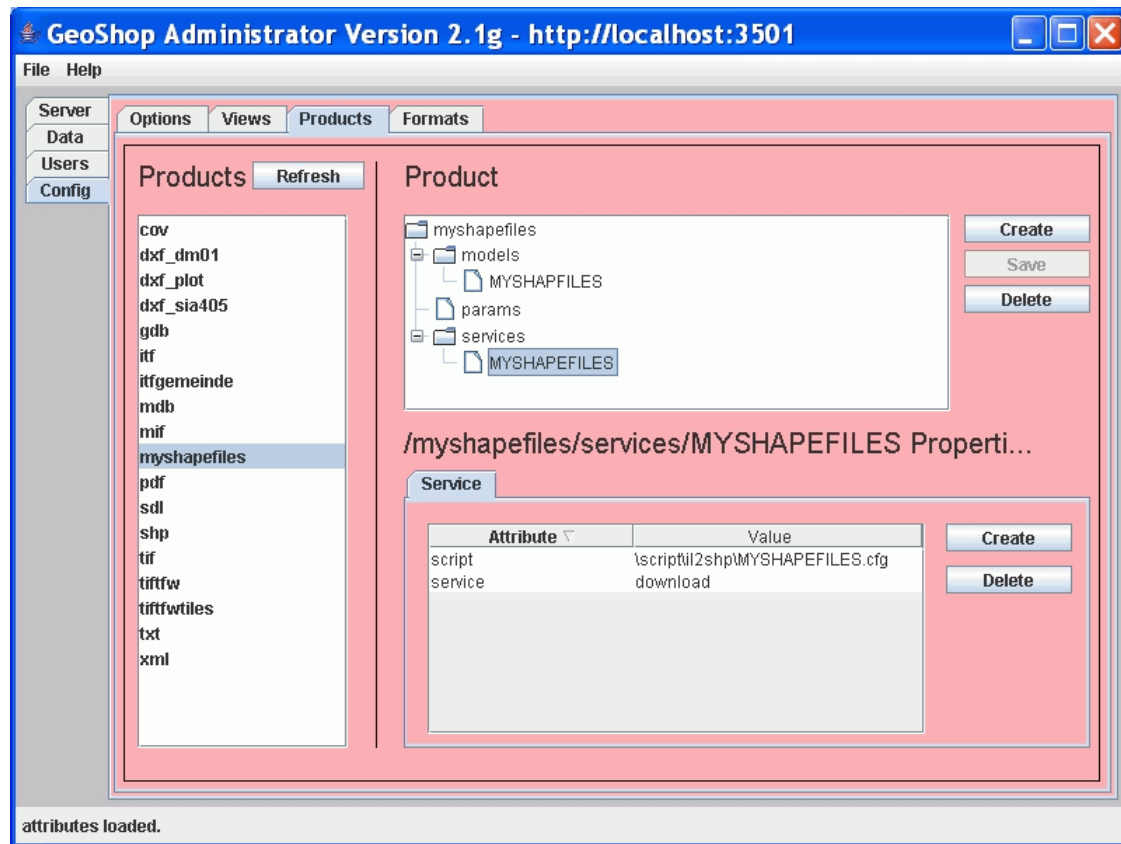 GeoShop Administrator Version 2.1g - http://localhost:3501
File Help
Server
Data
Users
Config
Options Views Products Formats
Products Refresh
cov
dxf_dm01
dxf_plot
dxf_sia405
gdb
itf
itfgemeinde
mdb
mif
myshapefiles
pdf
sdl
shp
tif
tiftfw
tiftfwtiles
txt
xml
Product
myshapefiles
models
MYSHAPFILES
params
services
MYSHAPEFILES
Create
Save
Delete
/myshapefiles/services/MYSHAPEFILES Properti...
Service
Attribute Value
script \script\il2shp\MYSHAPEFILES.cfg
service download
Create
Delete
attributes loaded.